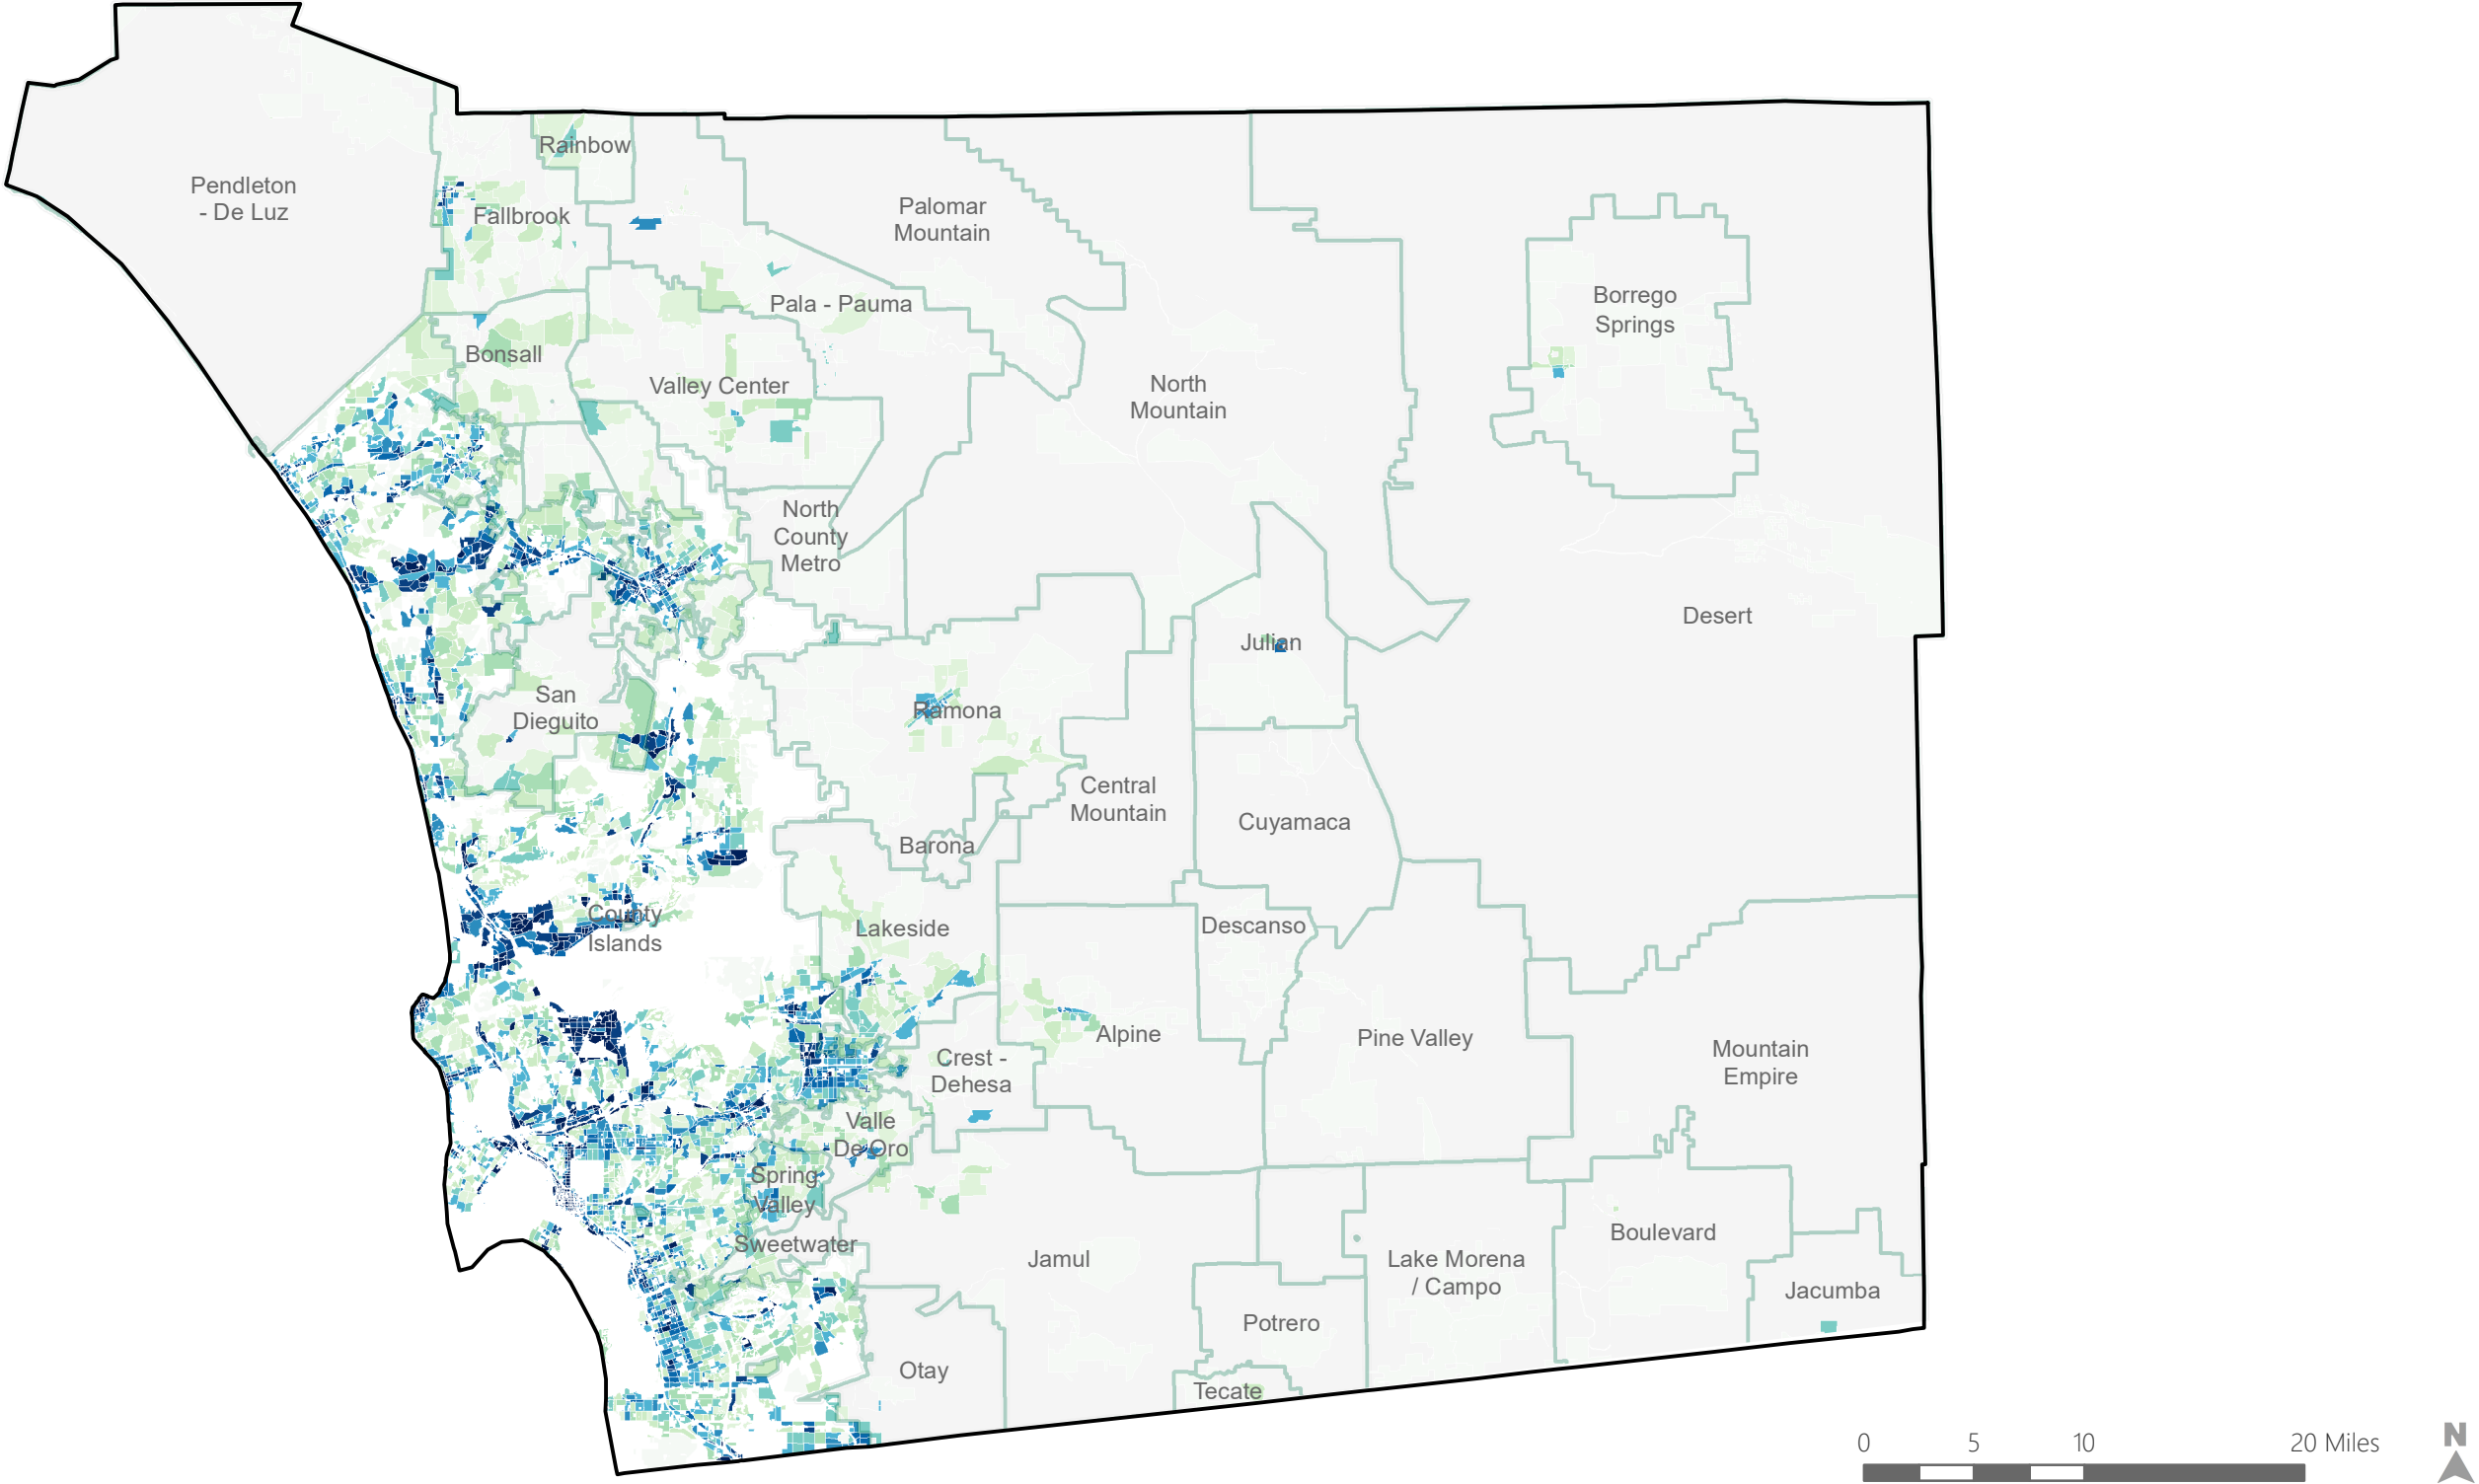 Rainbow
Pendleton
- De Luz
Fallbrook
Palomar
Mountain
Pala - Pauma
Borrego
Springs
Bonsall
Valley Center
North
Mountain
North
County
Metro
Desert
Julian
San
Dieguito
Ramona
Central
Mountain
Cuyamaca
Barona
County
Islands
Lakeside
Descanso
Alpine
Pine Valley
Crest -
Dehesa
Mountain
Empire
Valle
De Oro
Spring
Valley
Sweetwater
Jamul
Lake Morena
/ Campo
Boulevard
Jacumba
Potrero
Otay
Tecate
0 5 10 20 Miles
N